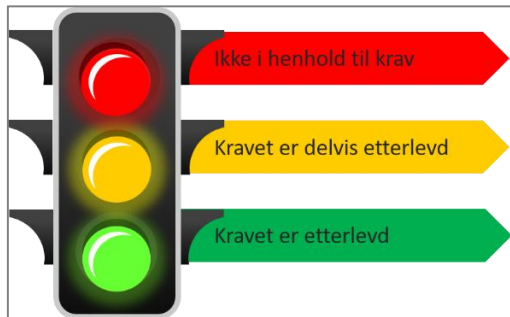 Ikke i henhold til krav
Kravet er delvis etterlevd
Kravet er etterlevd